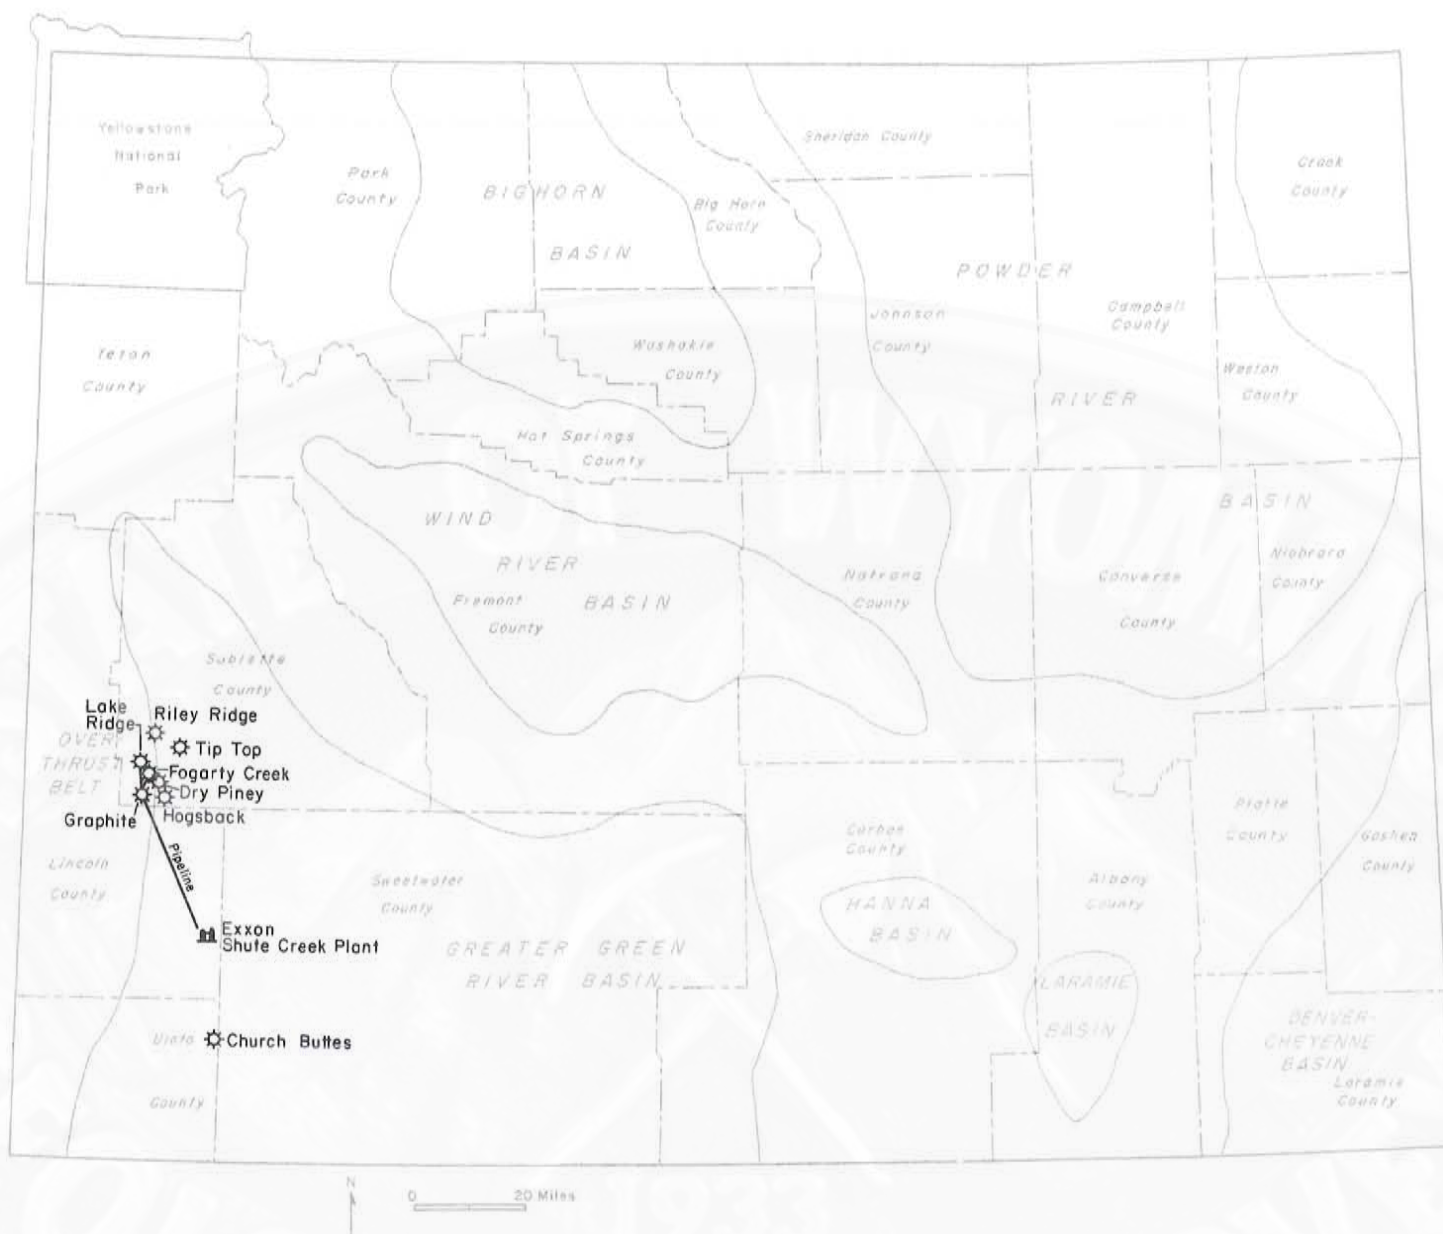 Yellowstone
National
Park
Park
County
BIGHORN
BASIN
Big Horn
County
Sheridan County
Crook
County
POWDER
Johnson
County
Campbell
County
Teton
County
Washakie
County
Weston
County
RIVER
Hot Springs
County
WIND
BASIN
RIVER
BASIN
Fremont
County
Natrona
County
Converse
County
Niobrara
County
Sublette
County
Lake
Ridge
Riley Ridge
OVER
THRUST
BELT
Tip Top
Fogarty Creek
Dry Piney
Hogsback
Graphite
Pipeline
Lincoln
County
Sweetwater
County
Carbon
County
Platte
County
Goshen
County
Albany
County
HANNA
BASIN
Exxon
Shute Creek Plant
GREATER GREEN
RIVER BASIN
LARAMIE
BASIN
DENVER-
CHEYENNE
BASIN
Laramie
County
Uinta
County
Church Buttes
N
0 20 Miles
1933